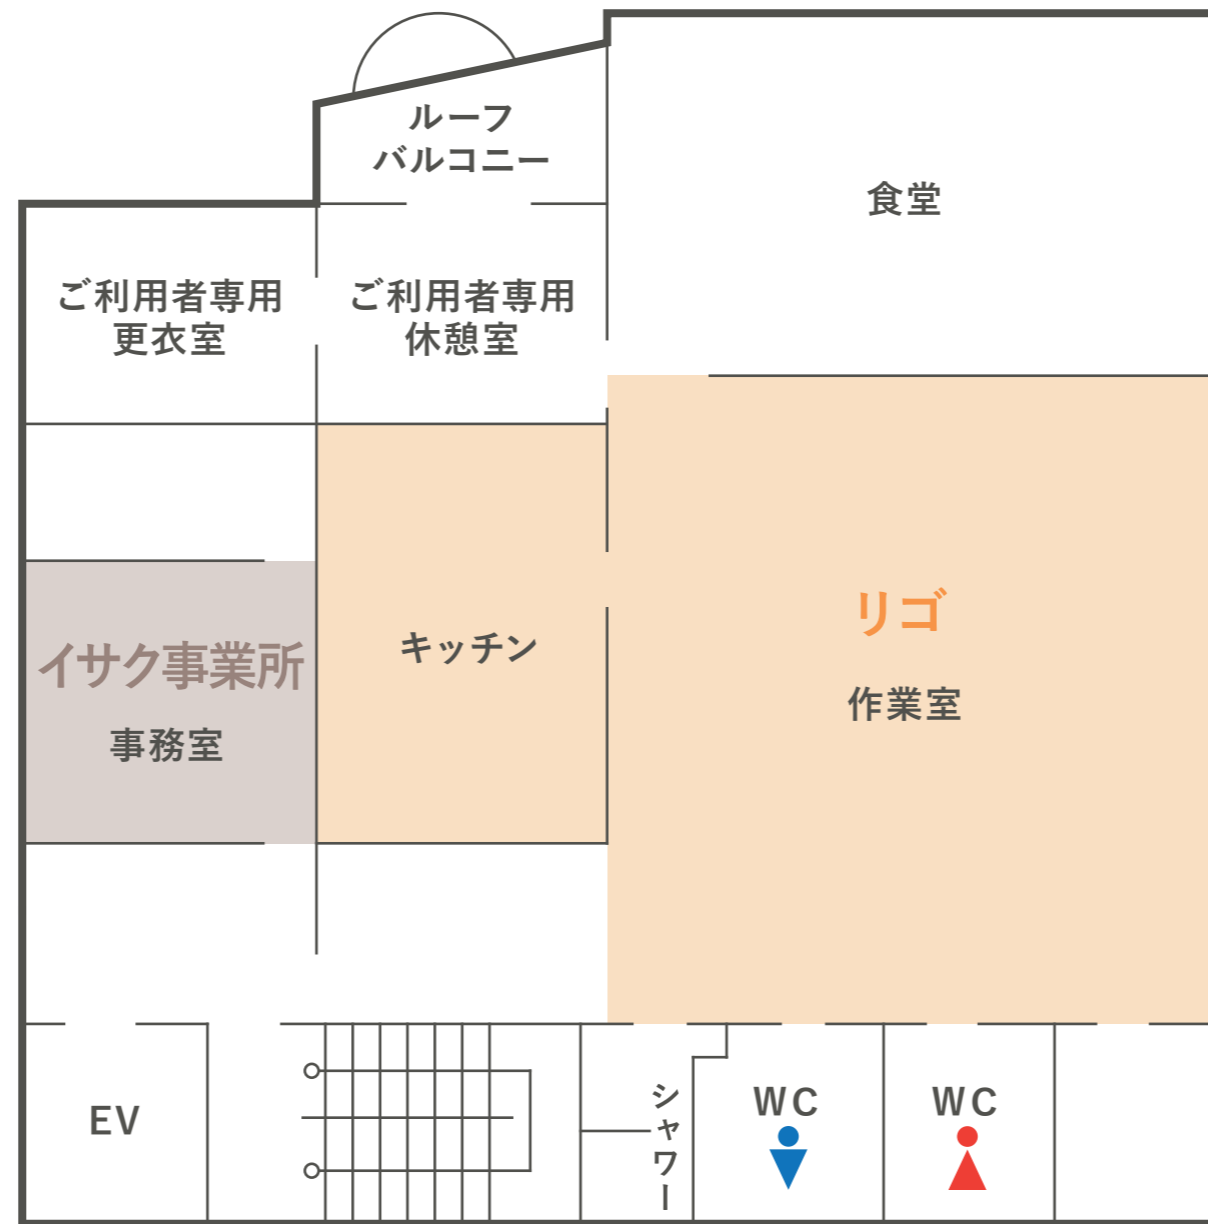 ルーフ
バルコニー
食堂
ご利用者専用
更衣室
ご利用者専用
休憩室
イサク事業所
事務室
キッチン
リゴ
作業室
EV
シャワー
WC
WC